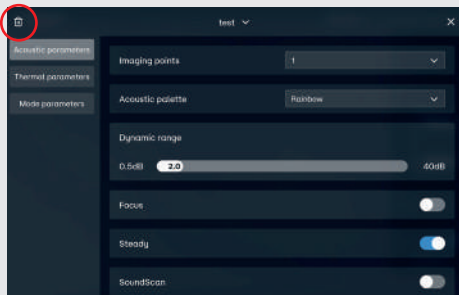 test
Acoustic parameters
Imaging points 1
Thermal parameters
Mode parameters
Acoustic palette Rainbow
Dynamic range
0.5dB 2.0 40dB
Focus
Steady
SoundScan